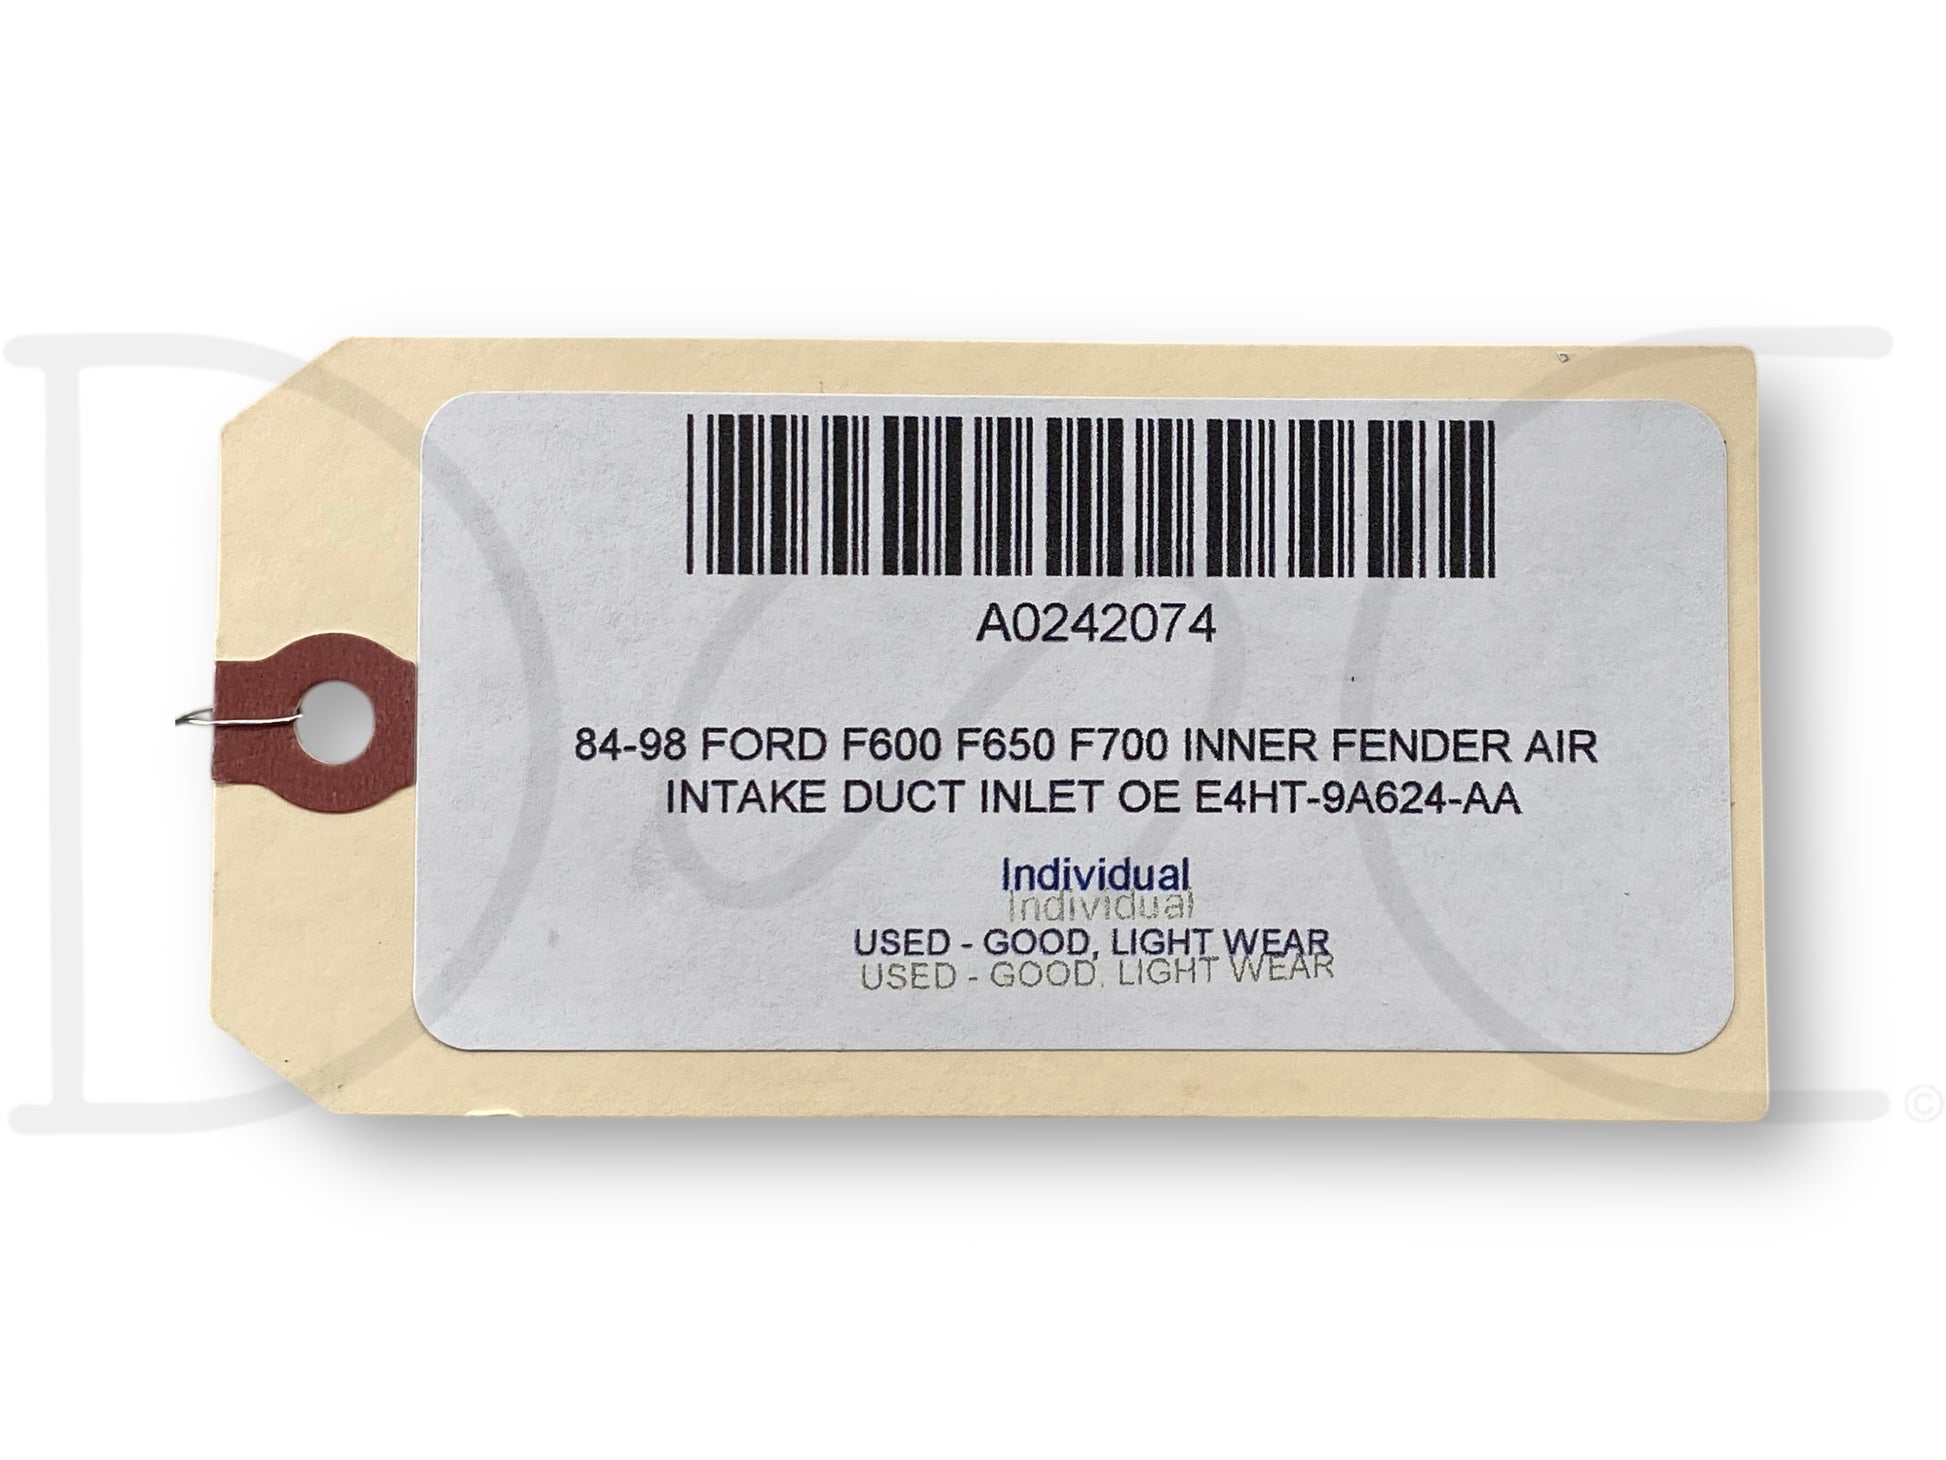 A0242074
84-98 FORD F600 F650 F700 INNER FENDER AIR
INTAKE DUCT INLET OE E4HT-9A624-AA
Individual
Individual
USED - GOOD, LIGHT WEAR
USED - GOOD, LIGHT WEAR
DC
©